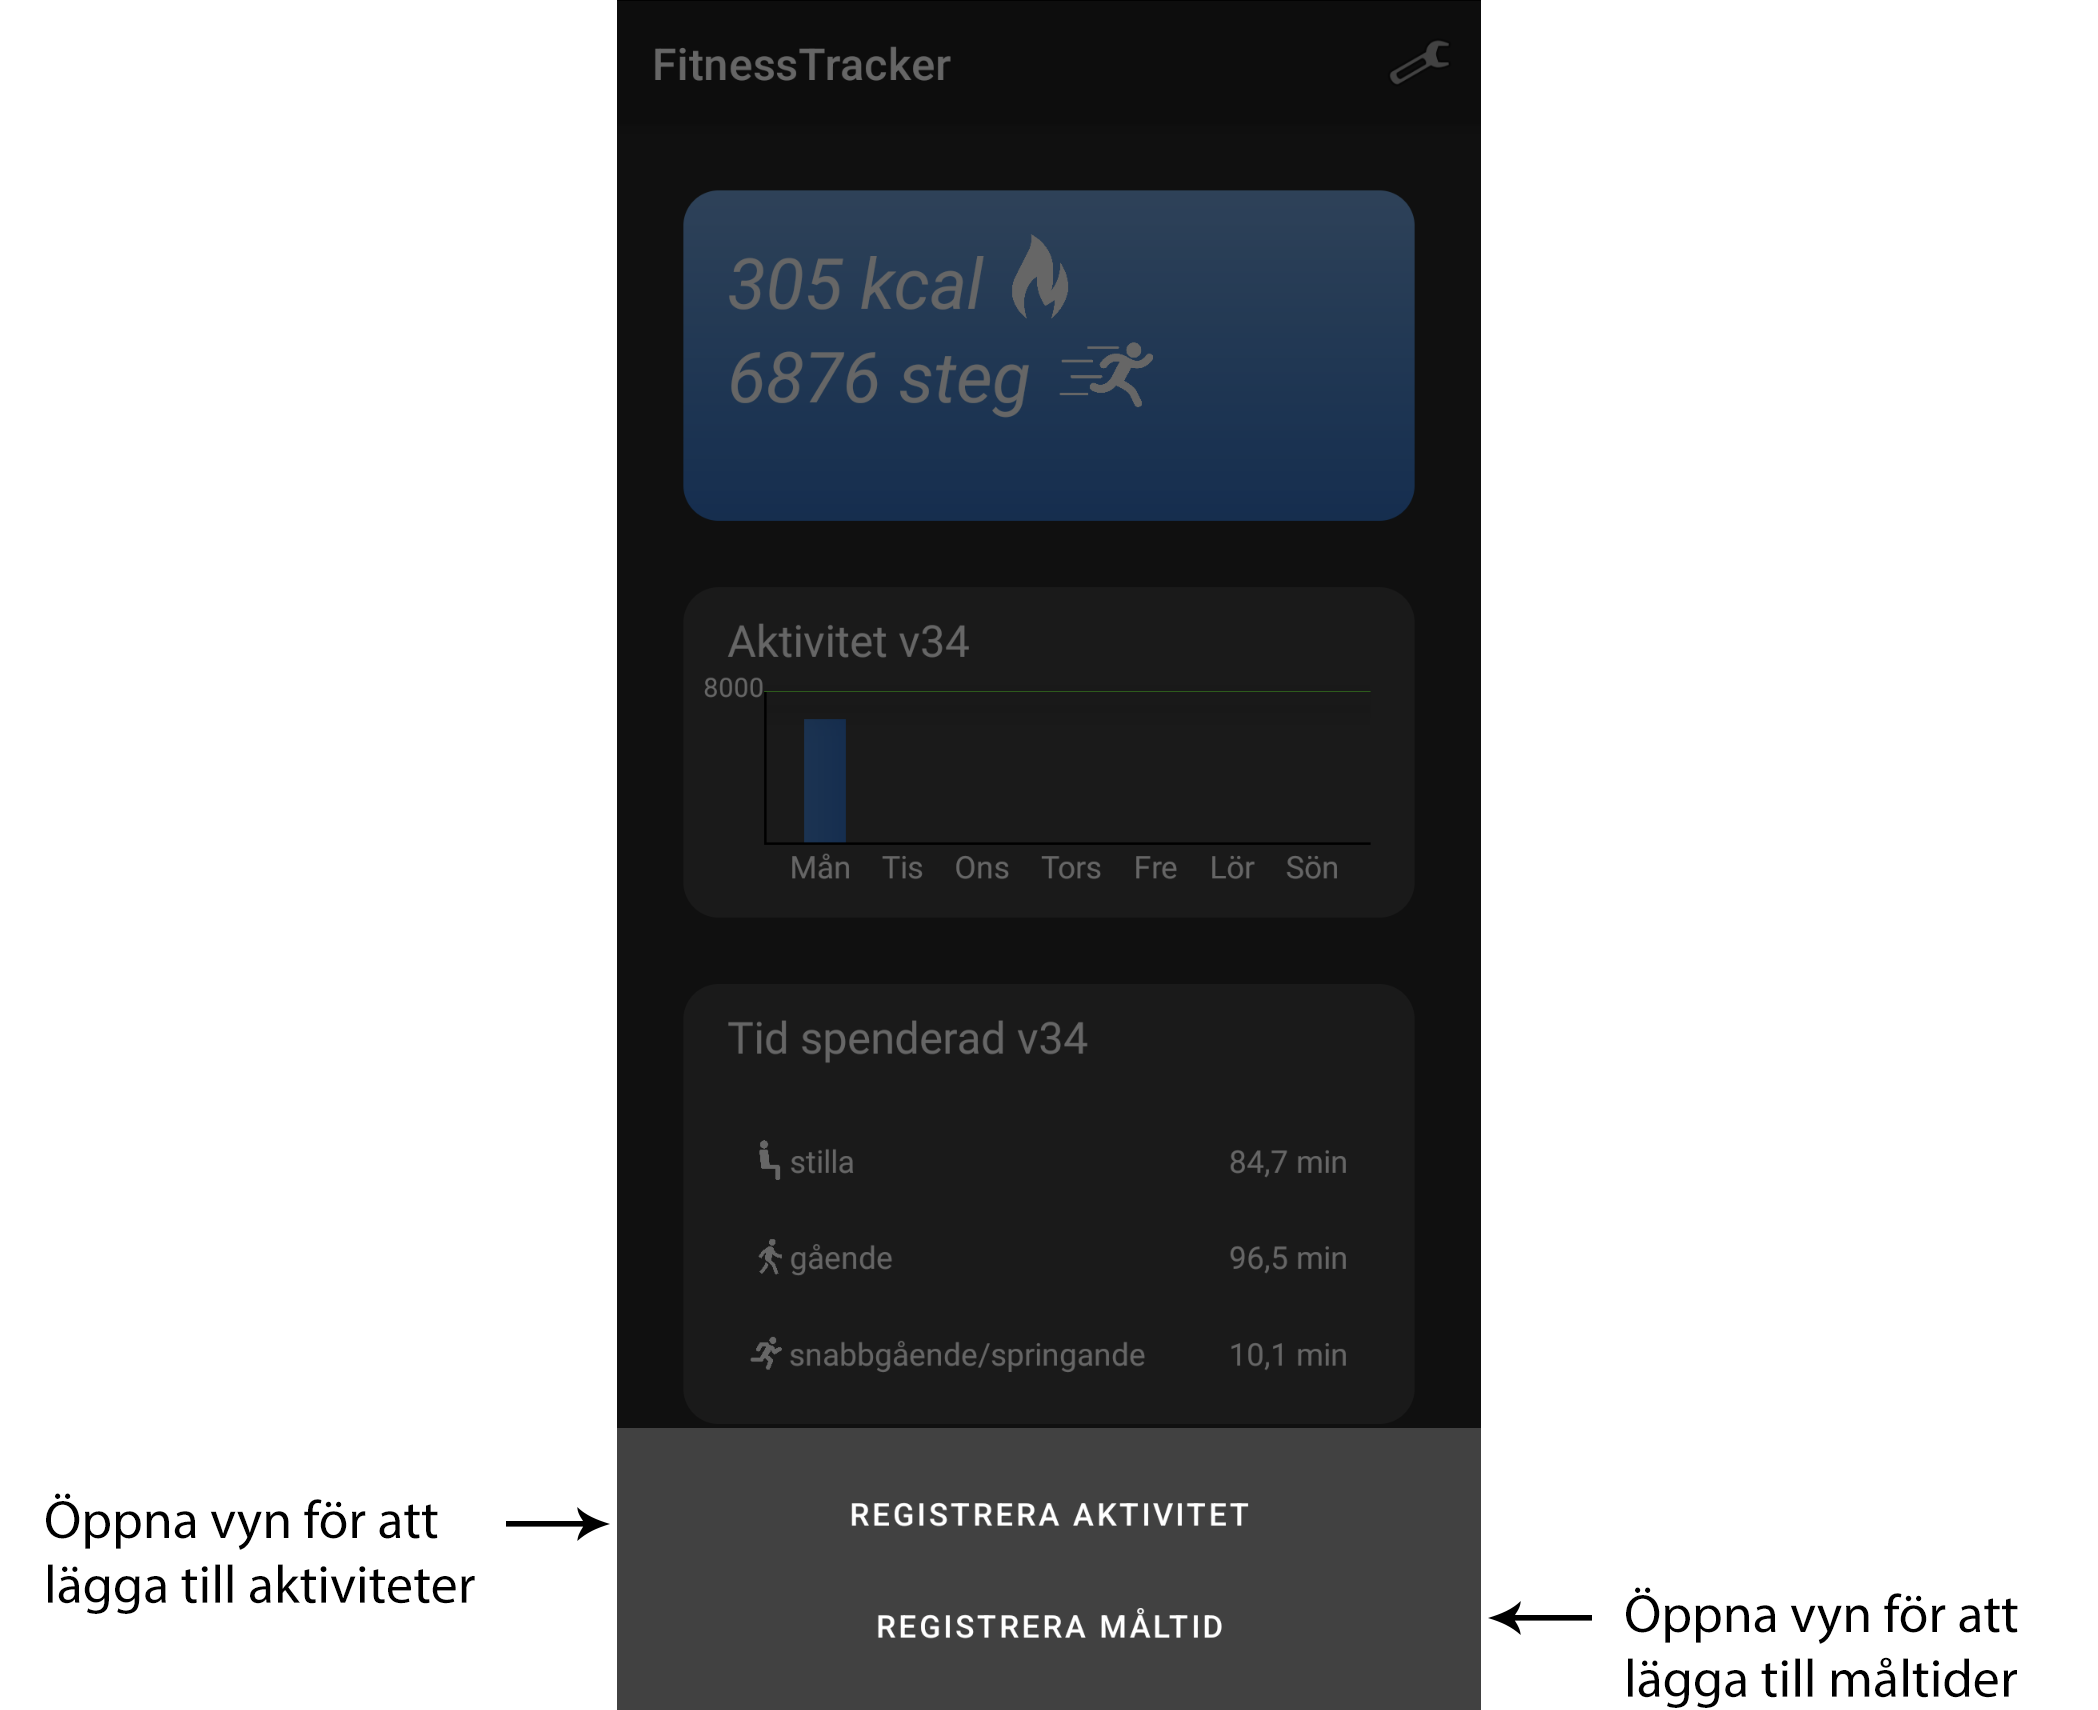 FitnessTracker
305 kcal
6876 steg
Aktivitet v34
8000
Mån Tis Ons Tors Fre Lör Sön
Tid spenderad v34
stilla 84,7 min
gående 96,5 min
snabbgående/springande 10,1 min
Öppna vyn för att
lägga till aktiviteter
REGISTRERA AKTIVITET
REGISTRERA MÅLTID
Öppna vyn för att
lägga till måltider